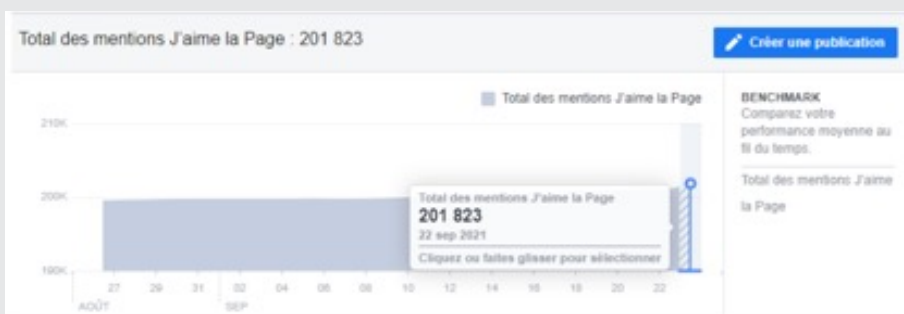 Total des mentions J'aime la Page : 201 823
Créer une publication
Total des mentions J'aime la Page
BENCHMARK
Comparez votre
performance moyenne au
fil du temps.
Total des mentions J'aime
la Page
210K
200K
190K
Total des mentions J'aime la Page
201 823
22 sep 2021
Cliquez ou faites glisser pour sélectionner
27 29 31 02 04 06 08 10 12 14 16 18 20 22
AOÛT SEP